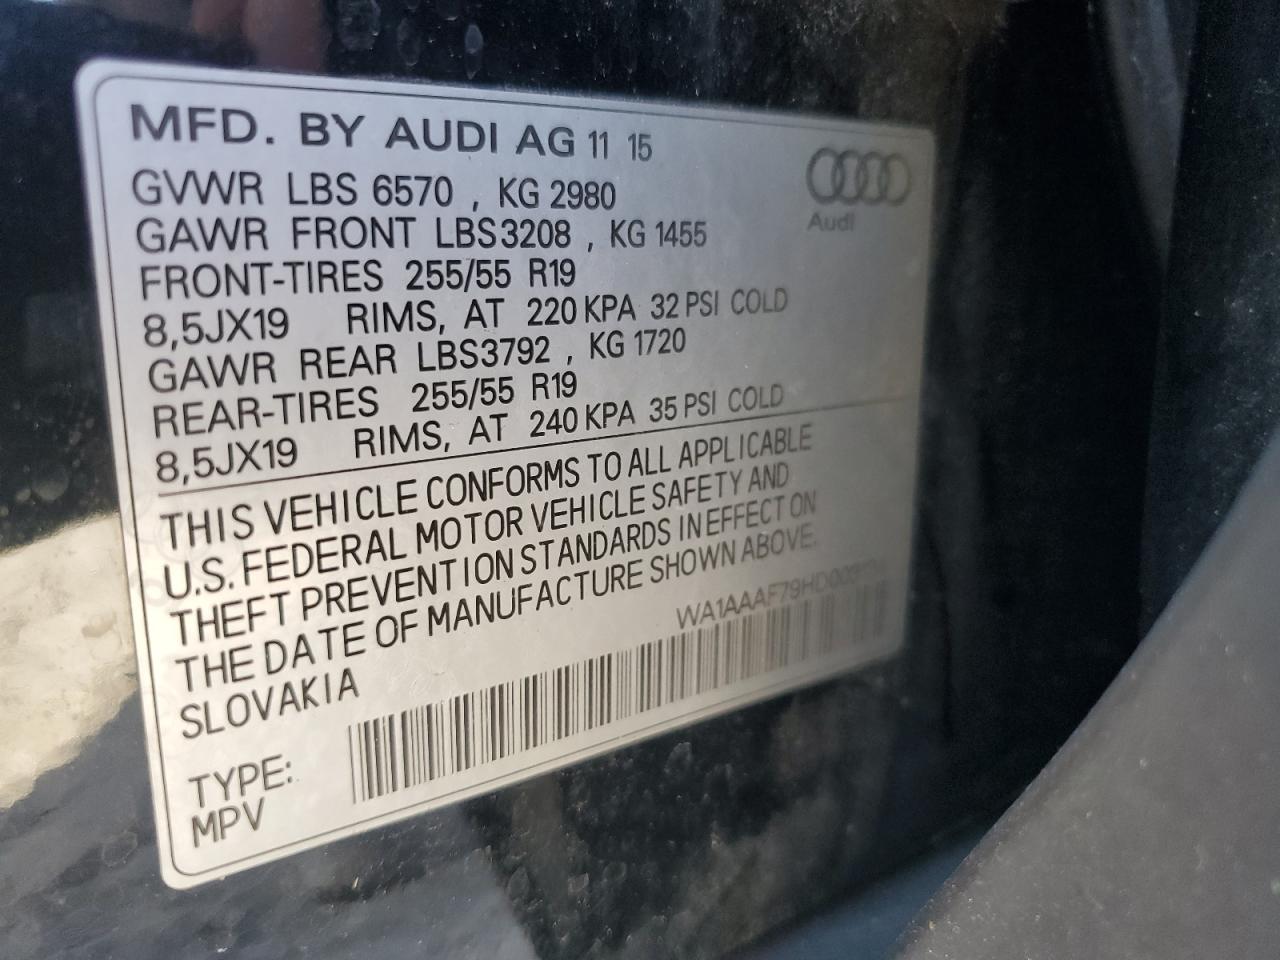 MFD. BY AUDI AG 11 15
GVWR LBS 6570 , KG 2980
GAWR FRONT LBS3208 , KG 1455
FRONT-TIRES 255/55 R19
8,5JX19 RIMS, AT 220 KPA 32 PSI COLD
GAWR REAR LBS3792 , KG 1720
REAR-TIRES 255/55 R19
8,5JX19 RIMS, AT 240 KPA 35 PSI COLD
Audi
THIS VEHICLE CONFORMS TO ALL APPLICABLE
U.S. FEDERAL MOTOR VEHICLE SAFETY AND
THEFT PREVENTION STANDARDS IN EFFECT ON
THE DATE OF MANUFACTURE SHOWN ABOVE.
SLOVAKIA
TYPE:
MPV